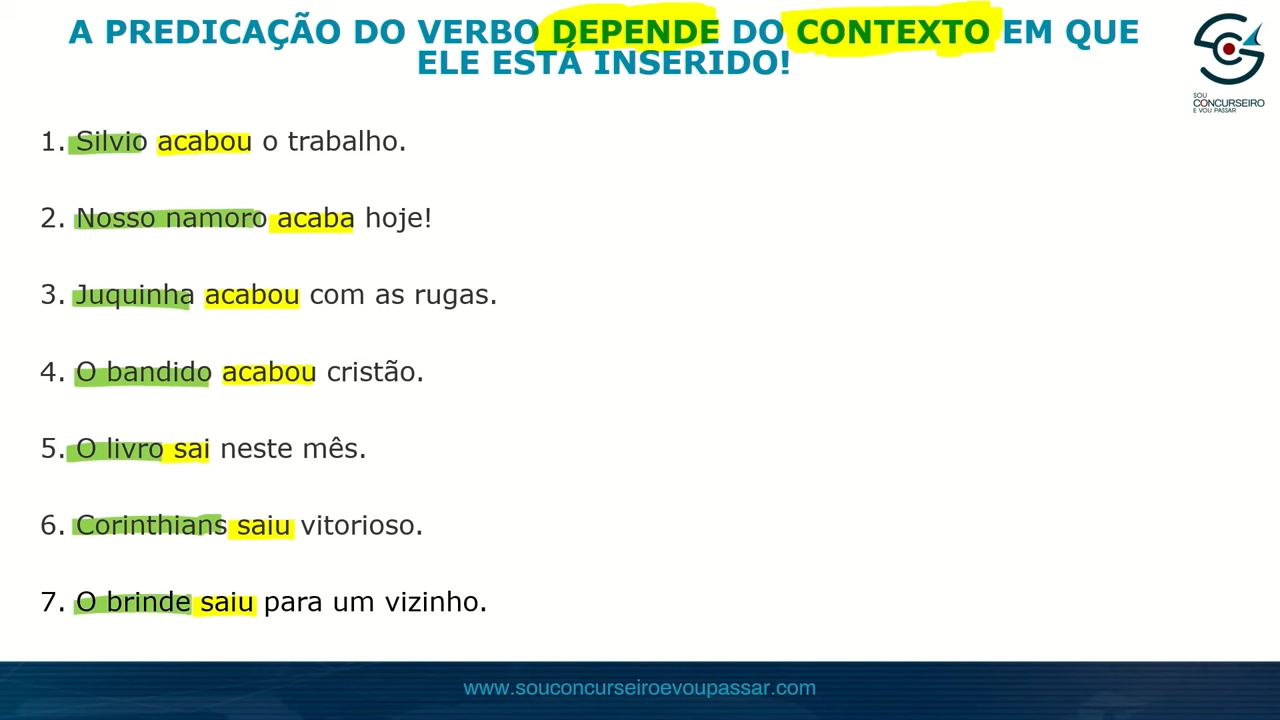 A PREDICAÇÃO DO VERBO DEPENDE DO CONTEXTO EM QUE
ELE ESTÁ INSERIDO!
SOU
CONCURSEIRO
E VOU PASSAR
1. Silvio acabou o trabalho.
2. Nosso namoro acaba hoje!
3. Juquinha acabou com as rugas.
4. O bandido acabou cristão.
5. O livro sai neste mês.
6. Corinthians saiu vitorioso.
7. O brinde saiu para um vizinho.
www.souconcurseiroevoupassar.com